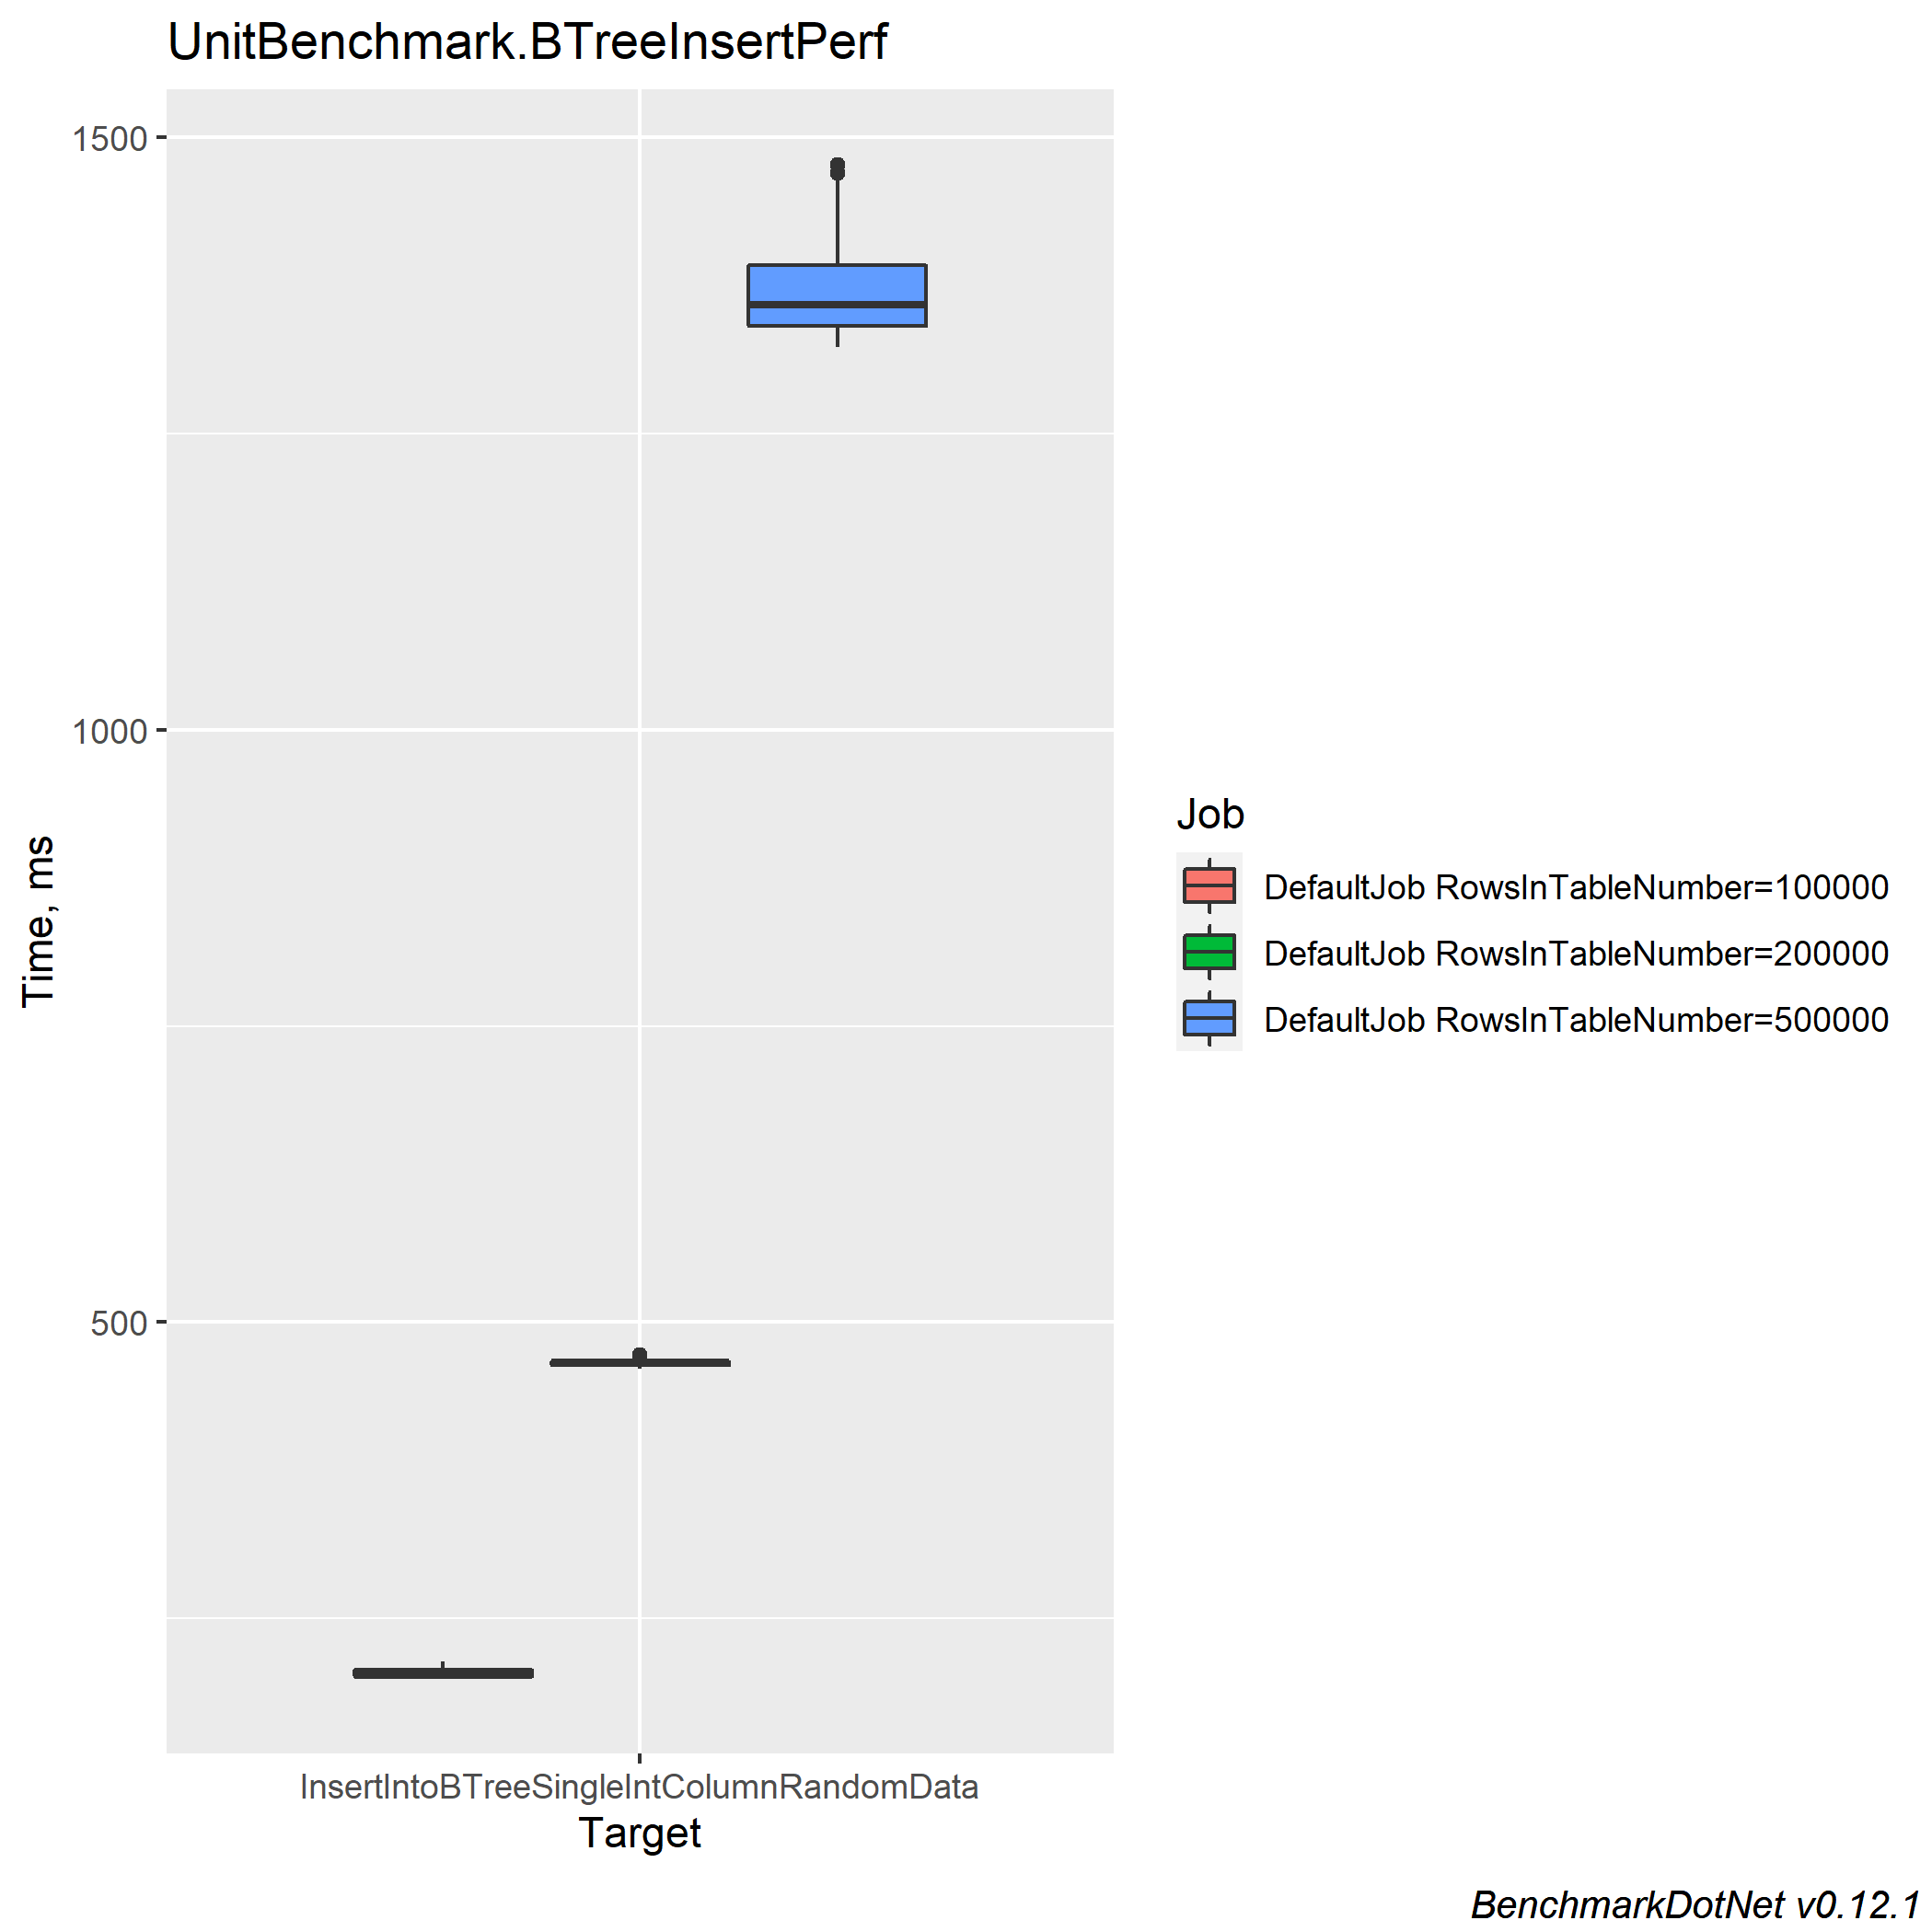 UnitBenchmark.BTreeInsertPerf
1500
1000
500
Time, ms
InsertIntoBTreeSingleIntColumnRandomData
Target
Job
DefaultJob RowsInTableNumber=100000
DefaultJob RowsInTableNumber=200000
DefaultJob RowsInTableNumber=500000
BenchmarkDotNet v0.12.1